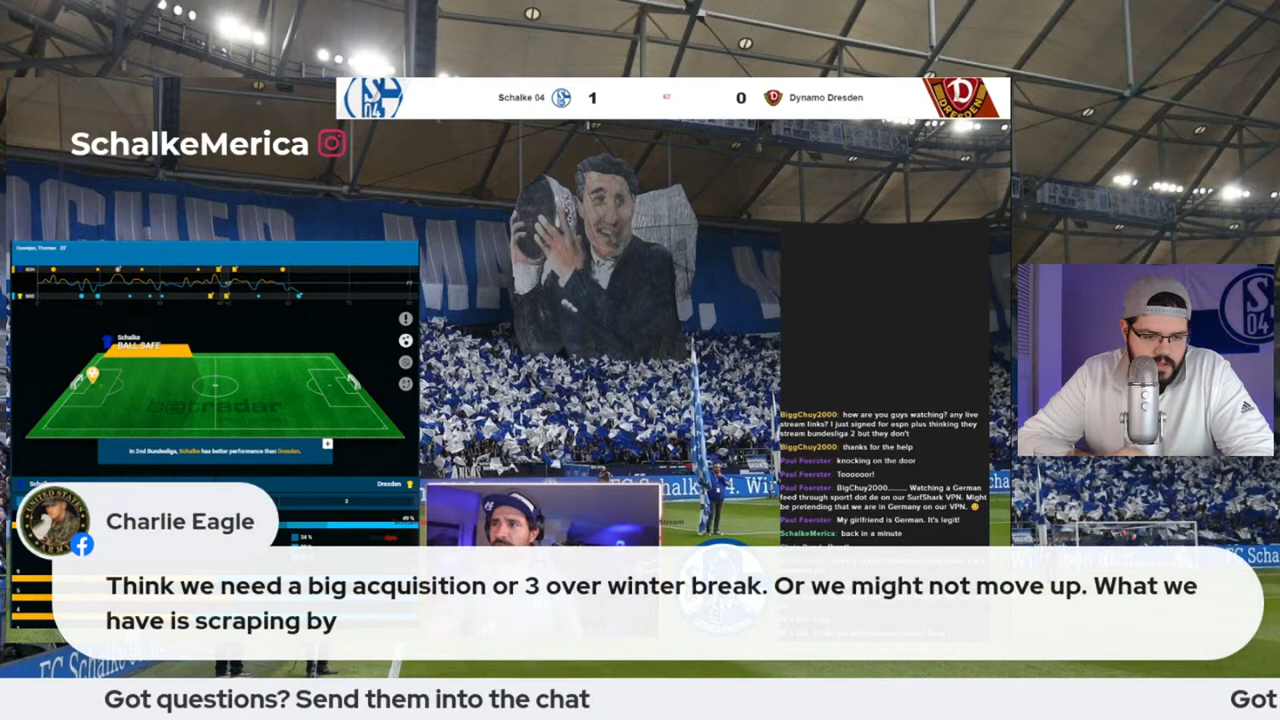 Schalke 04
1
63'
0
Dynamo Dresden
SchalkeMerica
Schalke
BALL SAFE
betradar
In 2nd Bundesliga, Schalke has better performance than Dresden.
Dresden
2
BiggChuy2000: how are you guys watching? any live
stream links? I just signed for espn plus thinking they
stream bundesliga 2 but they don't
BiggChuy2000: thanks for the help
Paul Foerster: knocking on the door
Paul Foerster: Toooooor!
Paul Foerster: BigChuy2000......... Watching a German
feed through sport1 dot de on our SurfShark VPN. Might
be pretending that we are in Germany on our VPN.
Paul Foerster: My girlfriend is German. It's legit!
SchalkeMerica: back in a minute
Charlie Eagle
Think we need a big acquisition or 3 over winter break. Or we might not move up. What we
have is scraping by
Got questions? Send them into the chat
Got